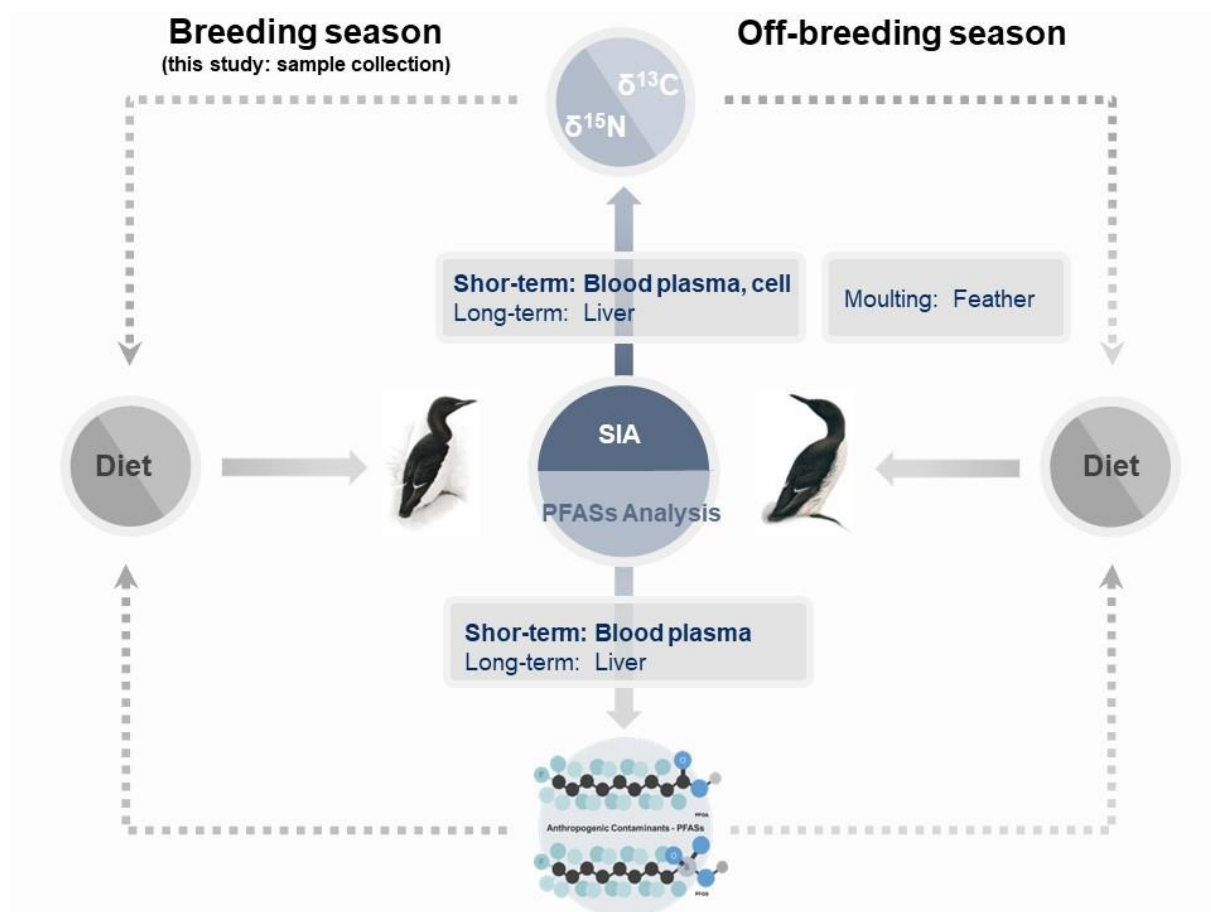 Breeding season
(this study: sample collection)
Off-breeding season
δ13C
δ15N
Shor-term: Blood plasma, cell
Long-term: Liver
Moulting: Feather
Diet
SIA
PFASs Analysis
Diet
Shor-term: Blood plasma
Long-term: Liver
PFOA
Anthropogenic Contaminants - PFASs
PFOS